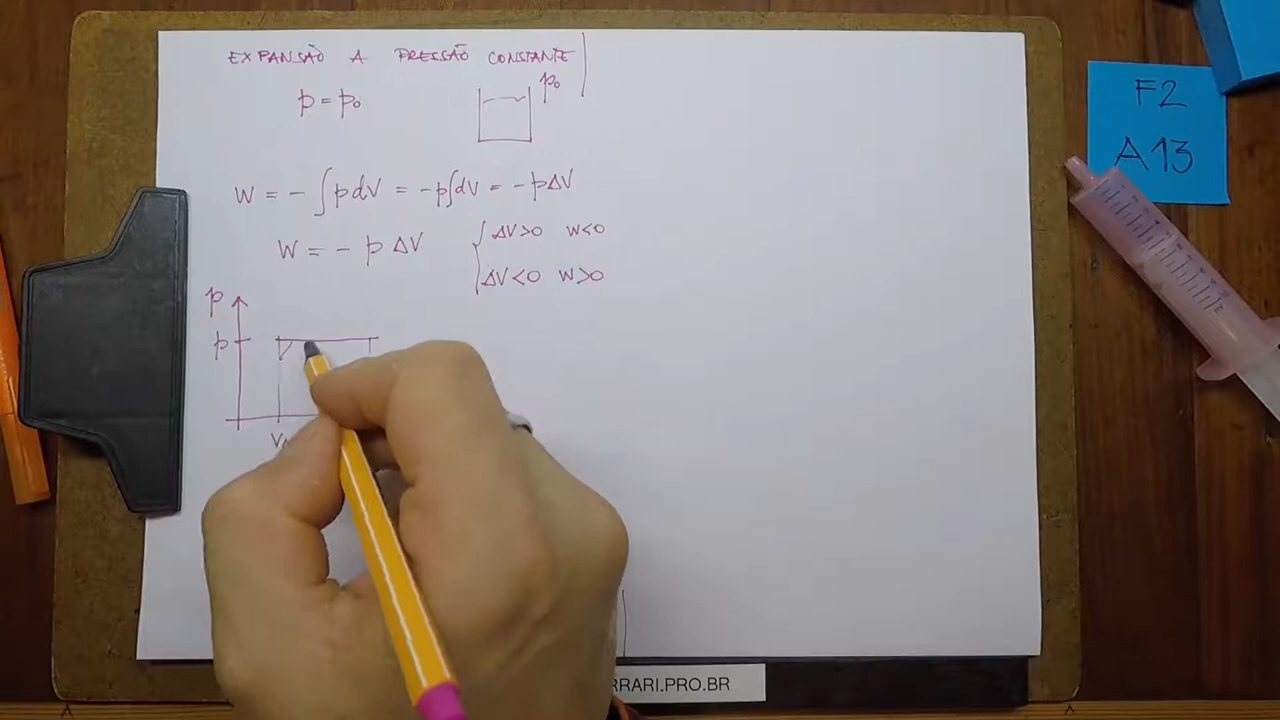 EXPANSÃO A PRESSÃO CONSTANTE
p = p₀
p₀
W = - ∫ p dV = - p∫dV = - pΔV
W = - p ΔV
ΔV>0 W<0
ΔV<0 W>0
p
p
F2
A13
RRARI.PRO.BR